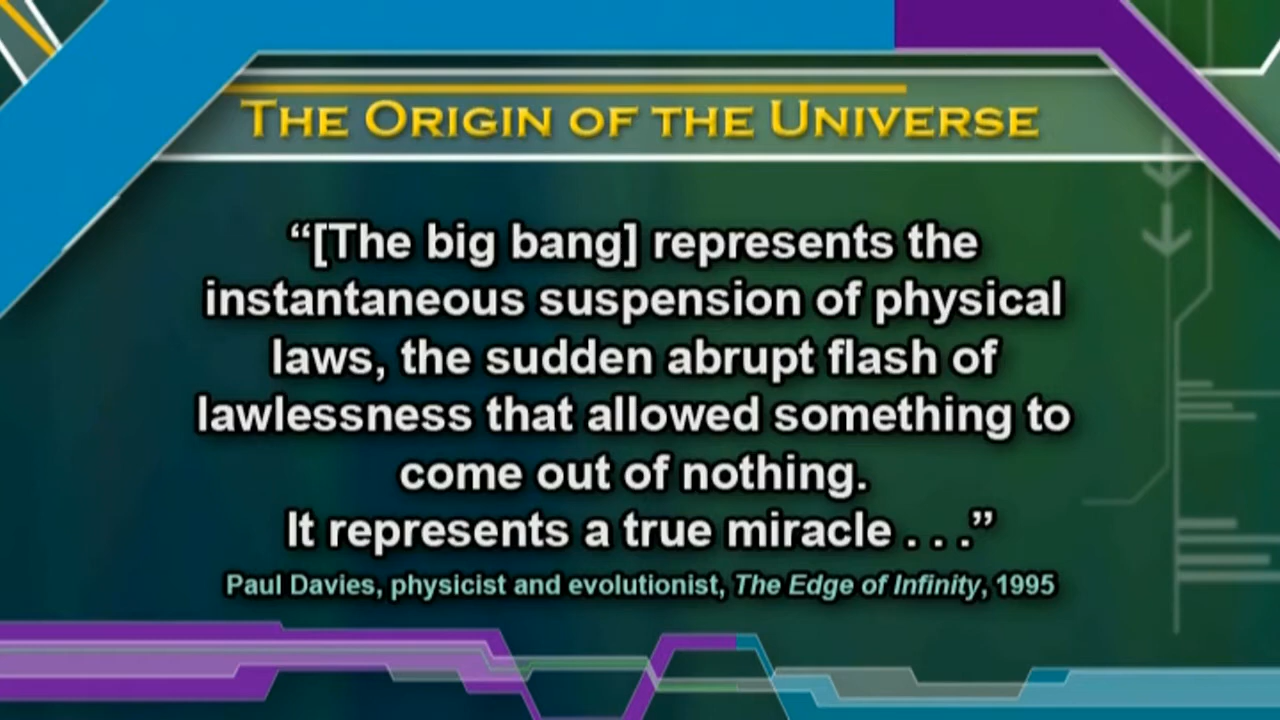 The Origin of the Universe
“[The big bang] represents the
instantaneous suspension of physical
laws, the sudden abrupt flash of
lawlessness that allowed something to
come out of nothing.
It represents a true miracle . . .”
Paul Davies, physicist and evolutionist, The Edge of Infinity, 1995